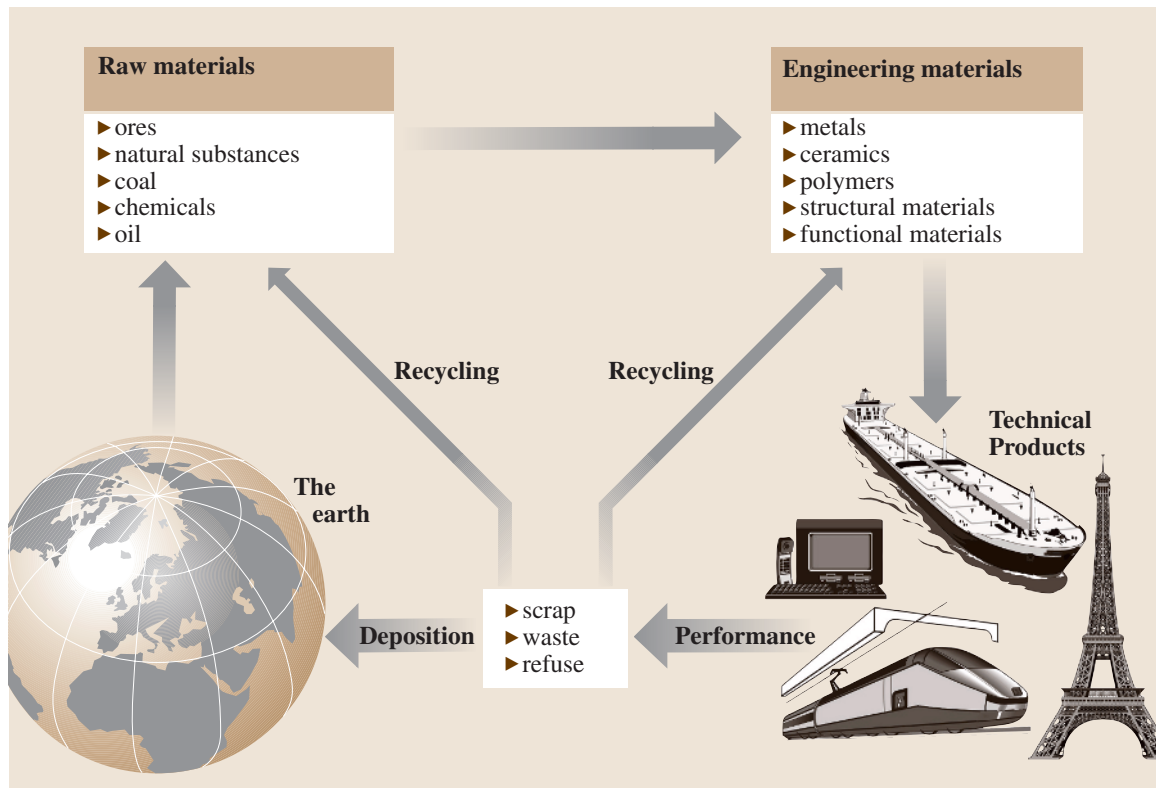 Raw materials
ores
natural substances
coal
chemicals
oil
Engineering materials
metals
ceramics
polymers
structural materials
functional materials
Recycling
Recycling
Technical
Products
The
earth
Deposition
scrap
waste
refuse
Performance